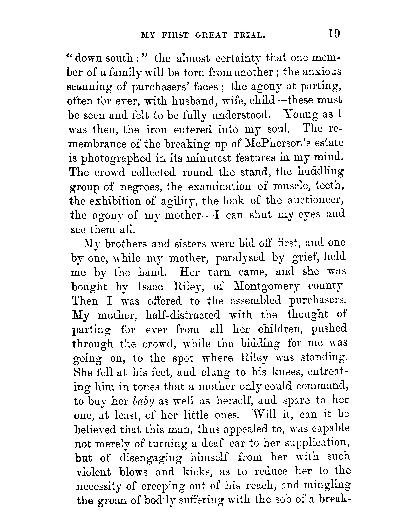 MY FIRST GREAT TRIAL. 19
"down south:" the almost certainty that one mem-
ber of a family will be torn from another; the anxious
scanning of purchasers' faces; the agony at parting,
often for ever, with husband, wife, child—these must
be seen and felt to be fully understood. Young as I
was then, the iron entered into my soul. The re-
membrance of the breaking up of McPherson's estate
is photographed in its minutest features in my mind.
The crowd collected round the stand, the huddling
group of negroes, the examination of muscle, teeth,
the exhibition of agility, the look of the auctioneer,
the agony of my mother—I can shut my eyes and
see them all.
My brothers and sisters were bid off first, and one
by one, while my mother, paralysed by grief, held
me by the hand. Her turn came, and she was
bought by Isaac Riley, of Montgomery county
Then I was offered to the assembled purchasers.
My mother, half-distracted with the thought of
parting for ever from all her children, pushed
through the crowd, while the bidding for me was
going on, to the spot where Riley was standing.
She fell at his feet, and clung to his knees, entreat-
ing him in tones that a mother only could command,
to buy her baby as well as herself, and spare to her
one, at least, of her little ones. Will it, can it be
believed that this man, thus appealed to, was capable
not merely of turning a deaf ear to her supplication,
but of disengaging himself from her with such
violent blows and kicks, as to reduce her to the
necessity of creeping out of his reach, and mingling
the groan of bodily suffering with the sob of a break-